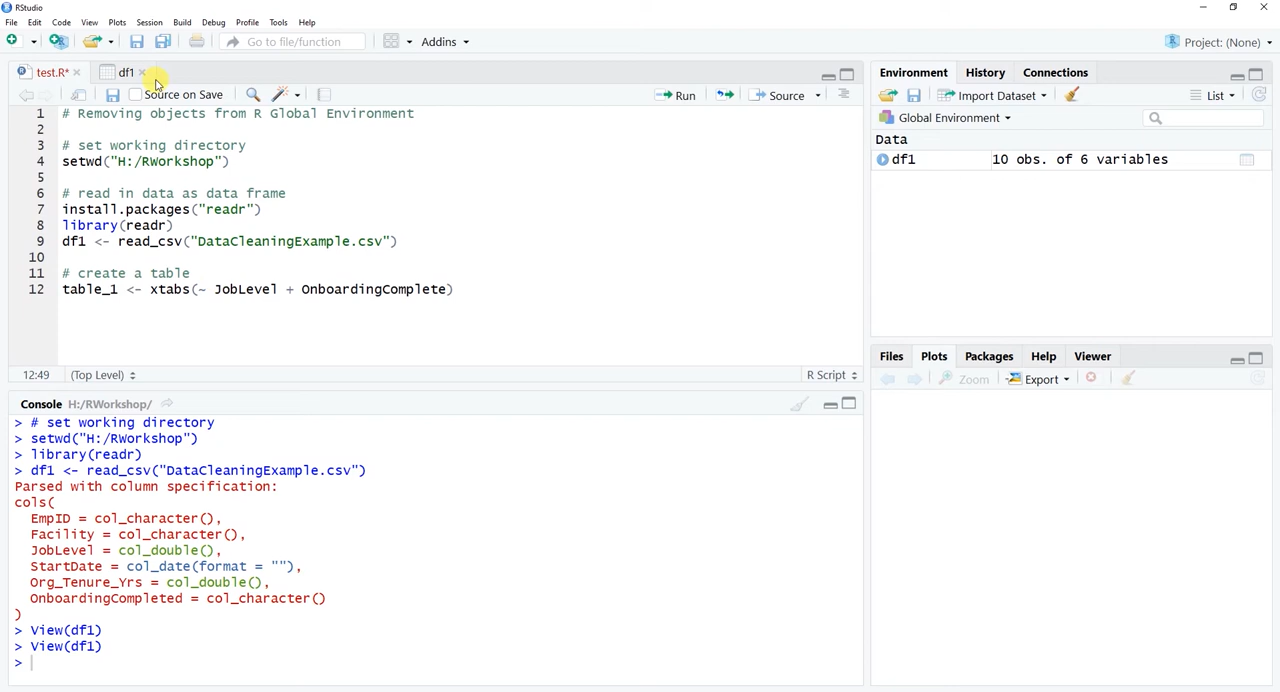 RStudio
File Edit Code View Plots Session Build Debug Profile Tools Help
Go to file/function Addins Project: (None)
test.R* df1
Source on Save Run Source
1 # Removing objects from R Global Environment
2
3 # set working directory
4 setwd("H:/RWorkshop")
5
6 # read in data as data frame
7 install.packages("readr")
8 library(readr)
9 df1 <- read_csv("DataCleaningExample.csv")
10
11 # create a table
12 table_1 <- xtabs(~ JobLevel + OnboardingComplete)
12:49 (Top Level) R Script
Console H:/RWorkshop/
> # set working directory
> setwd("H:/RWorkshop")
> library(readr)
> df1 <- read_csv("DataCleaningExample.csv")
Parsed with column specification:
cols(
EmpID = col_character(),
Facility = col_character(),
JobLevel = col_double(),
StartDate = col_date(format = ""),
Org_Tenure_Yrs = col_double(),
OnboardingCompleted = col_character()
)
> View(df1)
> View(df1)
>
Environment History Connections
Import Dataset List
Global Environment
Data
df1 10 obs. of 6 variables
Files Plots Packages Help Viewer
Zoom Export